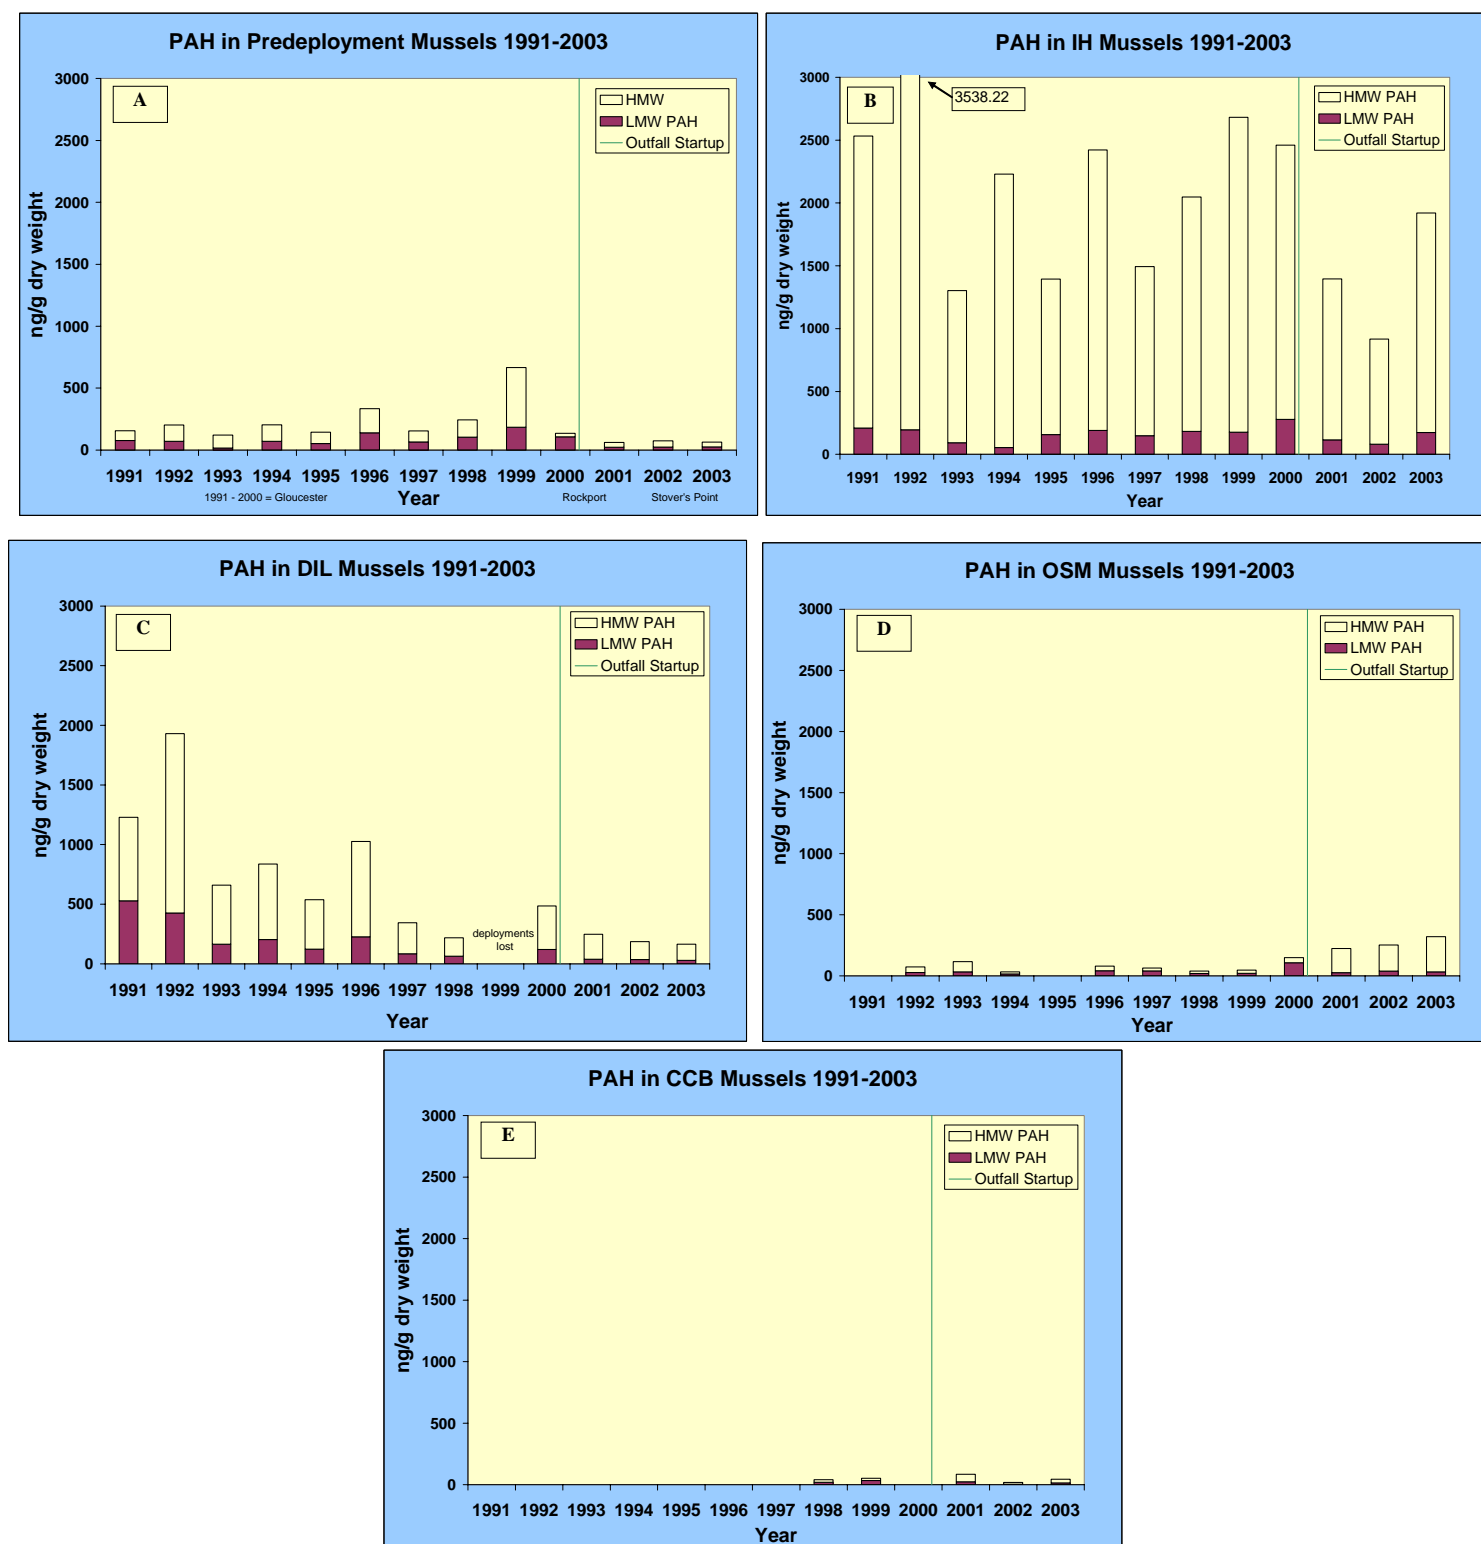 PAH in Predeployment Mussels 1991-2003
A
HMW
LMW PAH
Outfall Startup
ng/g dry weight
3000
2500
2000
1500
1000
500
0
1991 1992 1993 1994 1995 1996 1997 1998 1999 2000 2001 2002 2003
1991 - 2000 = Gloucester Year Rockport Stover's Point
PAH in IH Mussels 1991-2003
B
3538.22
HMW PAH
LMW PAH
Outfall Startup
ng/g dry weight
3000
2500
2000
1500
1000
500
0
1991 1992 1993 1994 1995 1996 1997 1998 1999 2000 2001 2002 2003
Year
PAH in DIL Mussels 1991-2003
C
HMW PAH
LMW PAH
Outfall Startup
ng/g dry weight
3000
2500
2000
1500
1000
500
0
deployments
lost
1991 1992 1993 1994 1995 1996 1997 1998 1999 2000 2001 2002 2003
Year
PAH in OSM Mussels 1991-2003
D
HMW PAH
LMW PAH
Outfall Startup
ng/g dry weight
3000
2500
2000
1500
1000
500
0
1991 1992 1993 1994 1995 1996 1997 1998 1999 2000 2001 2002 2003
Year
PAH in CCB Mussels 1991-2003
E
HMW PAH
LMW PAH
Outfall Startup
ng/g dry weight
3000
2500
2000
1500
1000
500
0
1991 1992 1993 1994 1995 1996 1997 1998 1999 2000 2001 2002 2003
Year